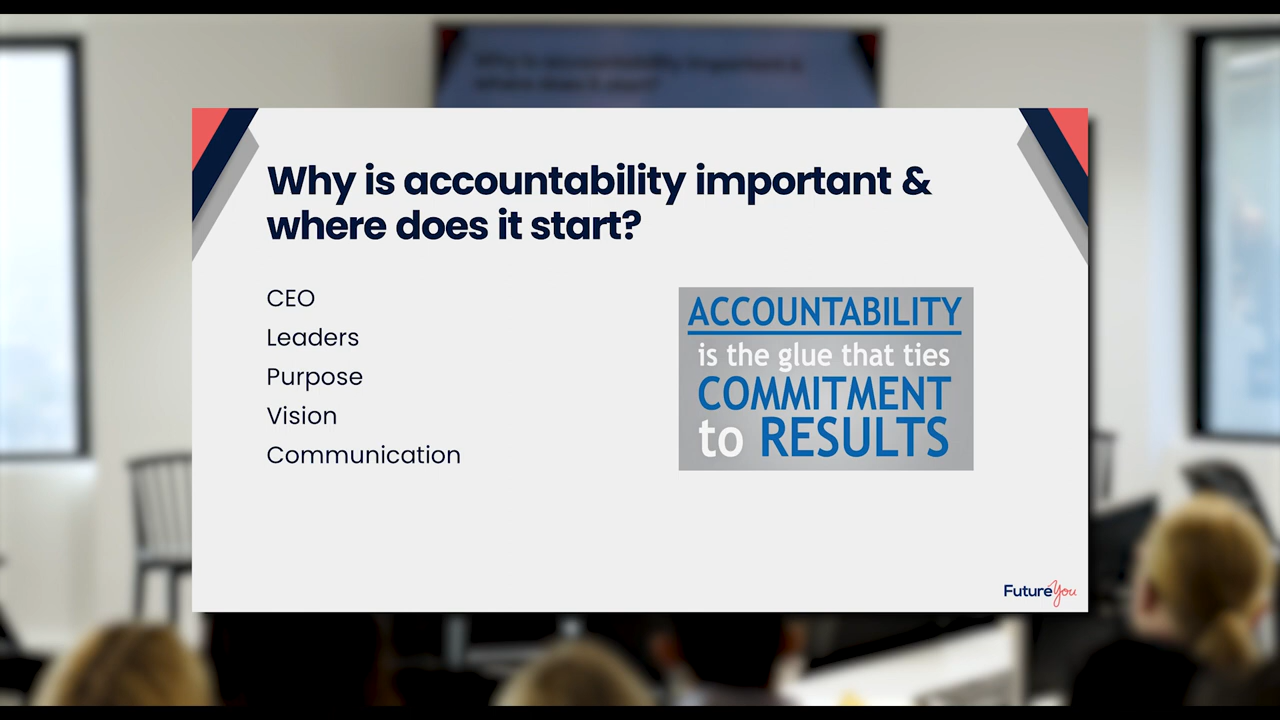 Why is accountability important &
where does it start?
CEO
Leaders
Purpose
Vision
Communication
ACCOUNTABILITY
is the glue that ties
COMMITMENT
to RESULTS
FutureYou